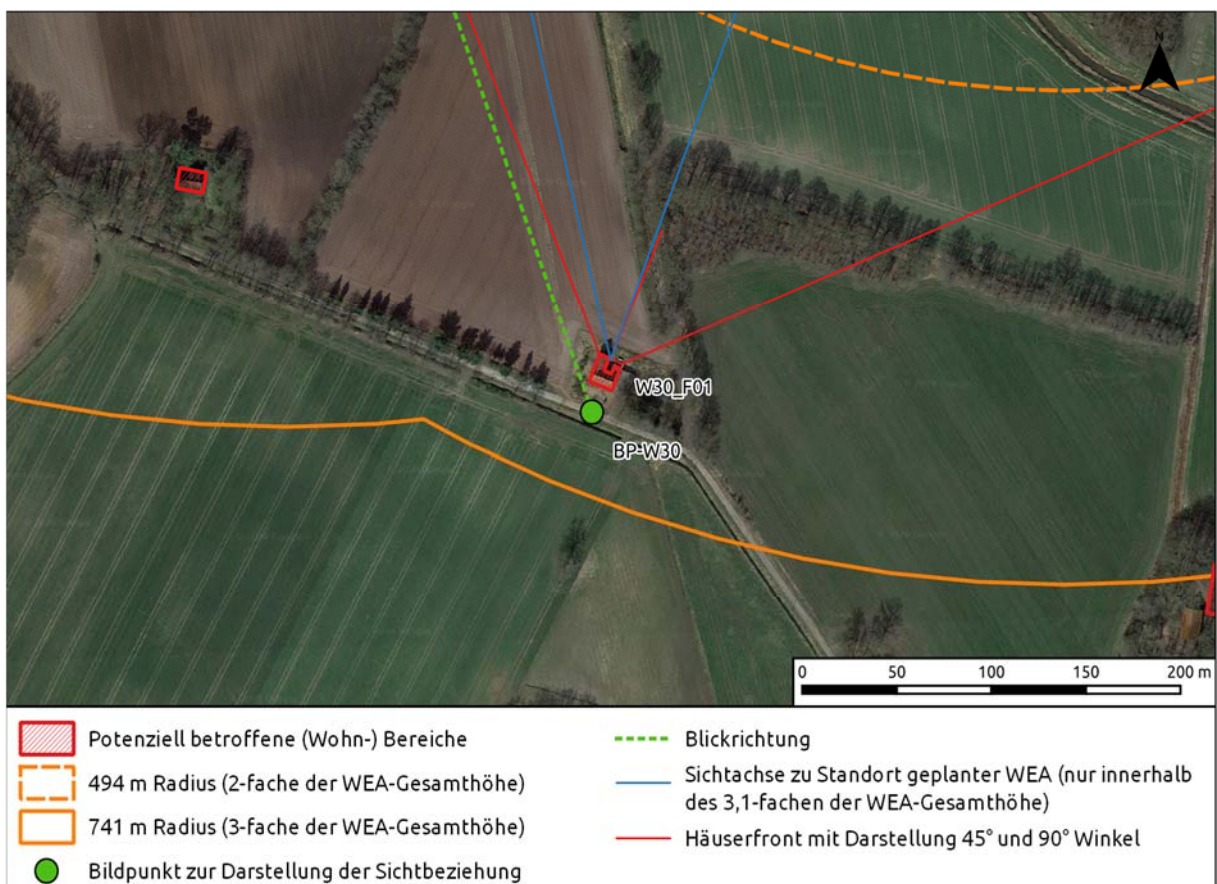 N
W30_F01
BP-W30
0 50 100 150 200 m
Potenziell betroffene (Wohn-) Bereiche
494 m Radius (2-fache der WEA-Gesamthöhe)
741 m Radius (3-fache der WEA-Gesamthöhe)
Bildpunkt zur Darstellung der Sichtbeziehung
Blickrichtung
Sichtachse zu Standort geplanter WEA (nur innerhalb
des 3,1-fachen der WEA-Gesamthöhe)
Häuserfront mit Darstellung 45° und 90° Winkel